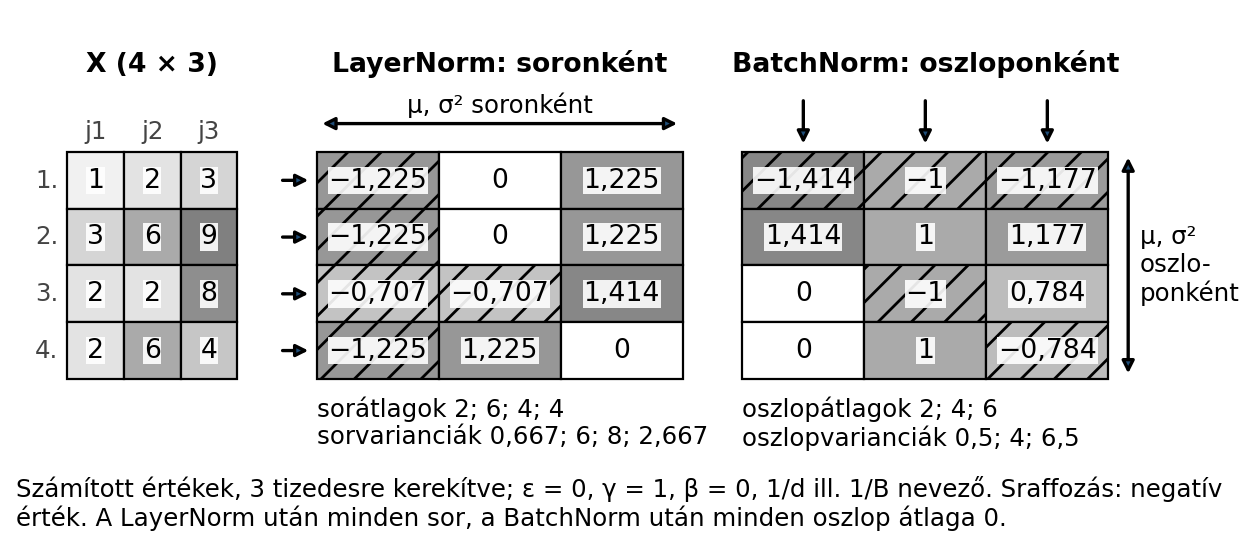 X (4 × 3)
LayerNorm: soronként
BatchNorm: oszloponként
μ, σ² soronként
j1 j2 j3
1. 1 2 3 −1,225 0 1,225 −1,414 −1 −1,177
2. 3 6 9 −1,225 0 1,225 1,414 1 1,177
3. 2 2 8 −0,707 −0,707 1,414 0 −1 0,784
4. 2 6 4 −1,225 1,225 0 0 1 −0,784
μ, σ²
oszlo-
ponként
sorátlagok 2; 6; 4; 4
sorvarianciák 0,667; 6; 8; 2,667
oszlopátlagok 2; 4; 6
oszlopvarianciák 0,5; 4; 6,5
Számított értékek, 3 tizedesre kerekítve; ε = 0, γ = 1, β = 0, 1/d ill. 1/B nevező. Sraffozás: negatív
érték. A LayerNorm után minden sor, a BatchNorm után minden oszlop átlaga 0.